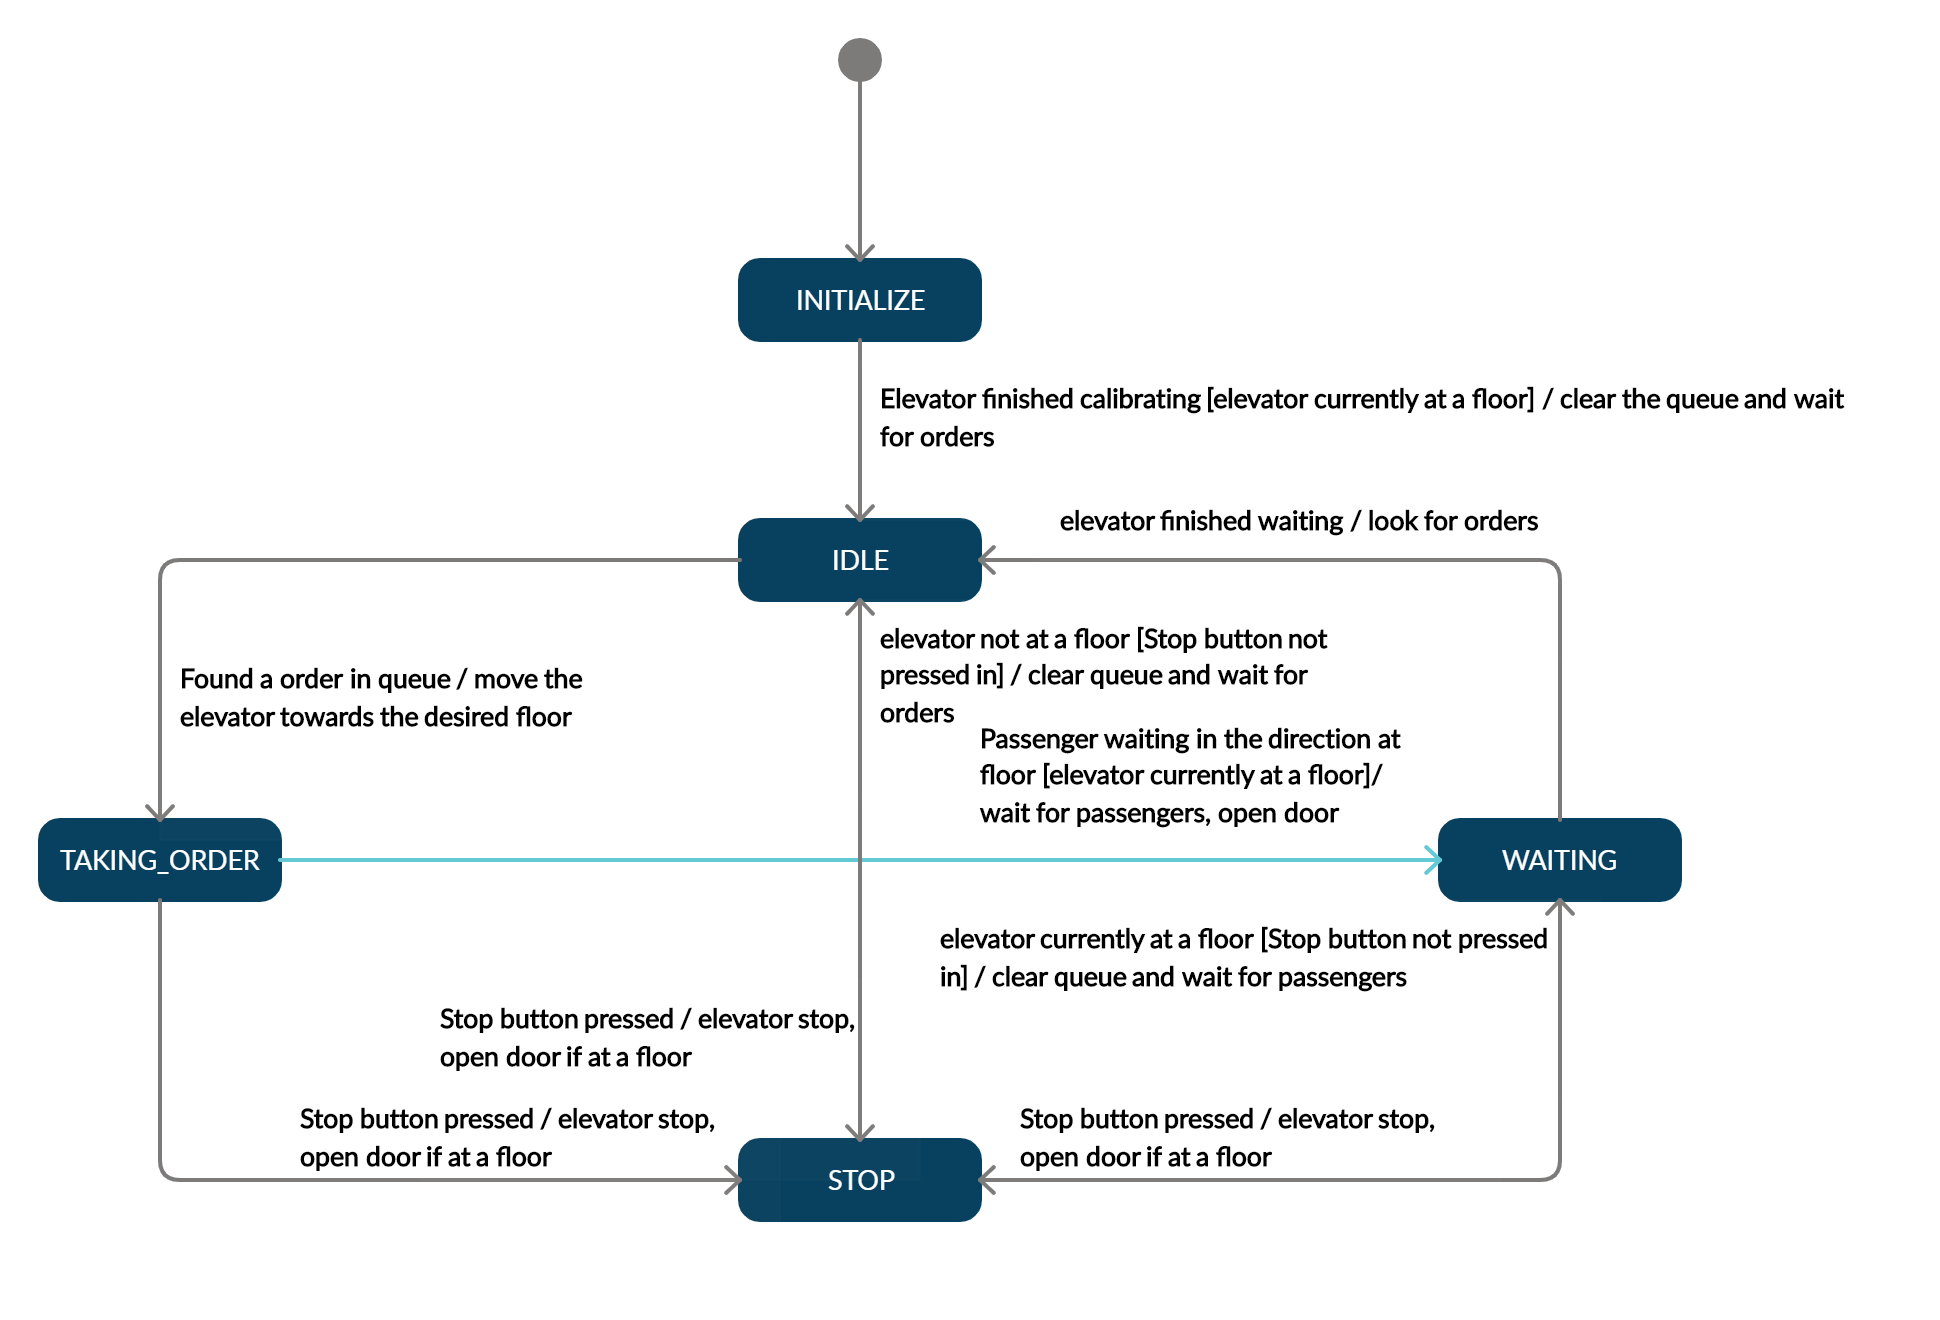 INITIALIZE
Elevator finished calibrating [elevator currently at a floor] / clear the queue and wait
for orders
elevator finished waiting / look for orders
IDLE
elevator not at a floor [Stop button not
pressed in] / clear queue and wait for
orders
Found a order in queue / move the
elevator towards the desired floor
Passenger waiting in the direction at
floor [elevator currently at a floor]/
wait for passengers, open door
TAKING_ORDER
WAITING
elevator currently at a floor [Stop button not pressed
in] / clear queue and wait for passengers
Stop button pressed / elevator stop,
open door if at a floor
Stop button pressed / elevator stop,
open door if at a floor
Stop button pressed / elevator stop,
open door if at a floor
STOP